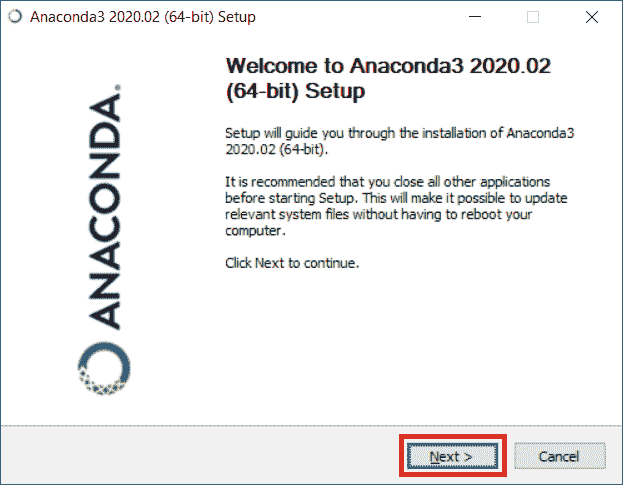 Anaconda3 2020.02 (64-bit) Setup
Welcome to Anaconda3 2020.02
(64-bit) Setup
Setup will guide you through the installation of Anaconda3
2020.02 (64-bit).
It is recommended that you close all other applications
before starting Setup. This will make it possible to update
relevant system files without having to reboot your
computer.
Click Next to continue.
ANACONDA.
Next >
Cancel